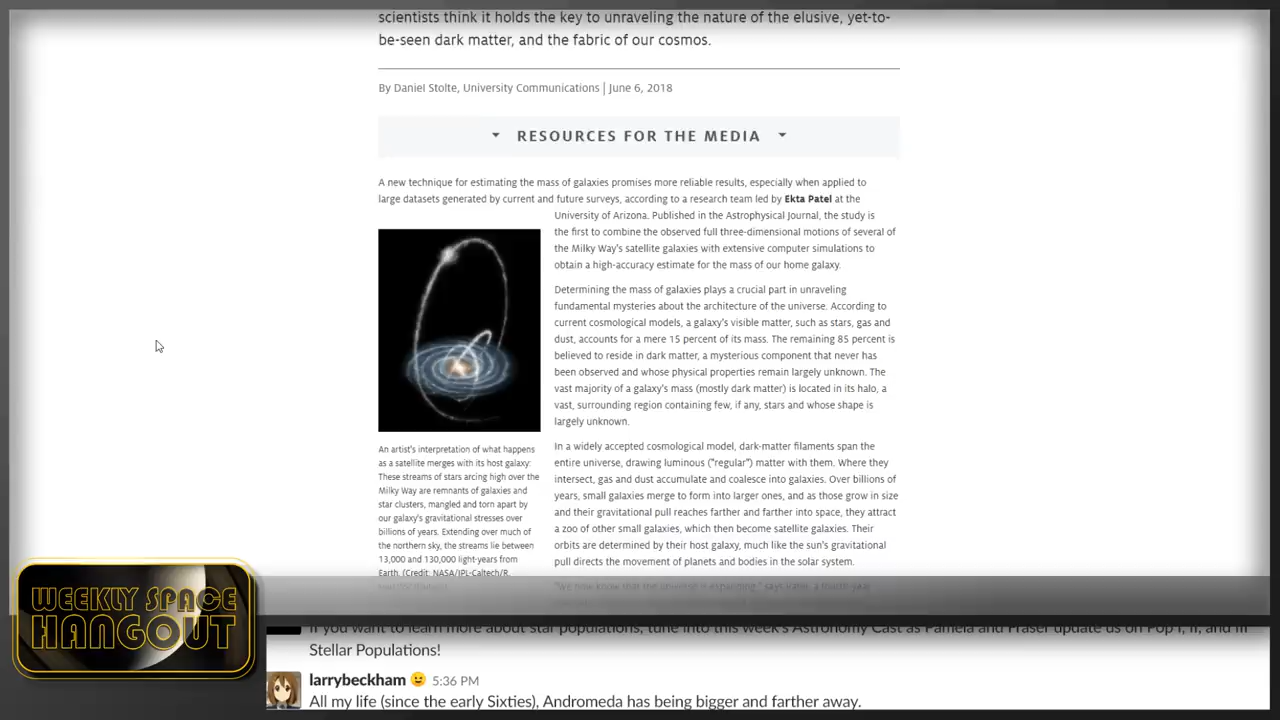 scientists think it holds the key to unraveling the nature of the elusive, yet-to-
be-seen dark matter, and the fabric of our cosmos.
By Daniel Stolte, University Communications | June 6, 2018
RESOURCES FOR THE MEDIA
A new technique for estimating the mass of galaxies promises more reliable results, especially when applied to
large datasets generated by current and future surveys, according to a research team led by Ekta Patel at the
University of Arizona. Published in the Astrophysical Journal, the study is
the first to combine the observed full three-dimensional motions of several of
the Milky Way's satellite galaxies with extensive computer simulations to
obtain a high-accuracy estimate for the mass of our home galaxy.
Determining the mass of galaxies plays a crucial part in unraveling
fundamental mysteries about the architecture of the universe. According to
current cosmological models, a galaxy's visible matter, such as stars, gas and
dust, accounts for a mere 15 percent of its mass. The remaining 85 percent is
believed to reside in dark matter, a mysterious component that never has
been observed and whose physical properties remain largely unknown. The
vast majority of a galaxy's mass (mostly dark matter) is located in its halo, a
vast, surrounding region containing few, if any, stars and whose shape is
largely unknown.
An artist's interpretation of what happens
as a satellite merges with its host galaxy:
These streams of stars arcing high over the
Milky Way are remnants of galaxies and
star clusters, mangled and torn apart by
our galaxy's gravitational stresses over
billions of years. Extending over much of
the northern sky, the streams lie between
13,000 and 130,000 light-years from
Earth. (Credit: NASA/JPL-Caltech/R.
In a widely accepted cosmological model, dark-matter filaments span the
entire universe, drawing luminous ("regular") matter with them. Where they
intersect, gas and dust accumulate and coalesce into galaxies. Over billions of
years, small galaxies merge to form into larger ones, and as those grow in size
and their gravitational pull reaches farther and farther into space, they attract
a zoo of other small galaxies, which then become satellite galaxies. Their
orbits are determined by their host galaxy, much like the sun's gravitational
pull directs the movement of planets and bodies in the solar system.
"We now know that the universe is expanding," says Patel, a fourth-year
WEEKLY SPACE
HANGOUT
If you want to learn more about star populations, tune into this week's Astronomy Cast as Pamela and Fraser update us on Pop I, II, and III
Stellar Populations!
larrybeckham 5:36 PM
All my life (since the early Sixties), Andromeda has being bigger and farther away.